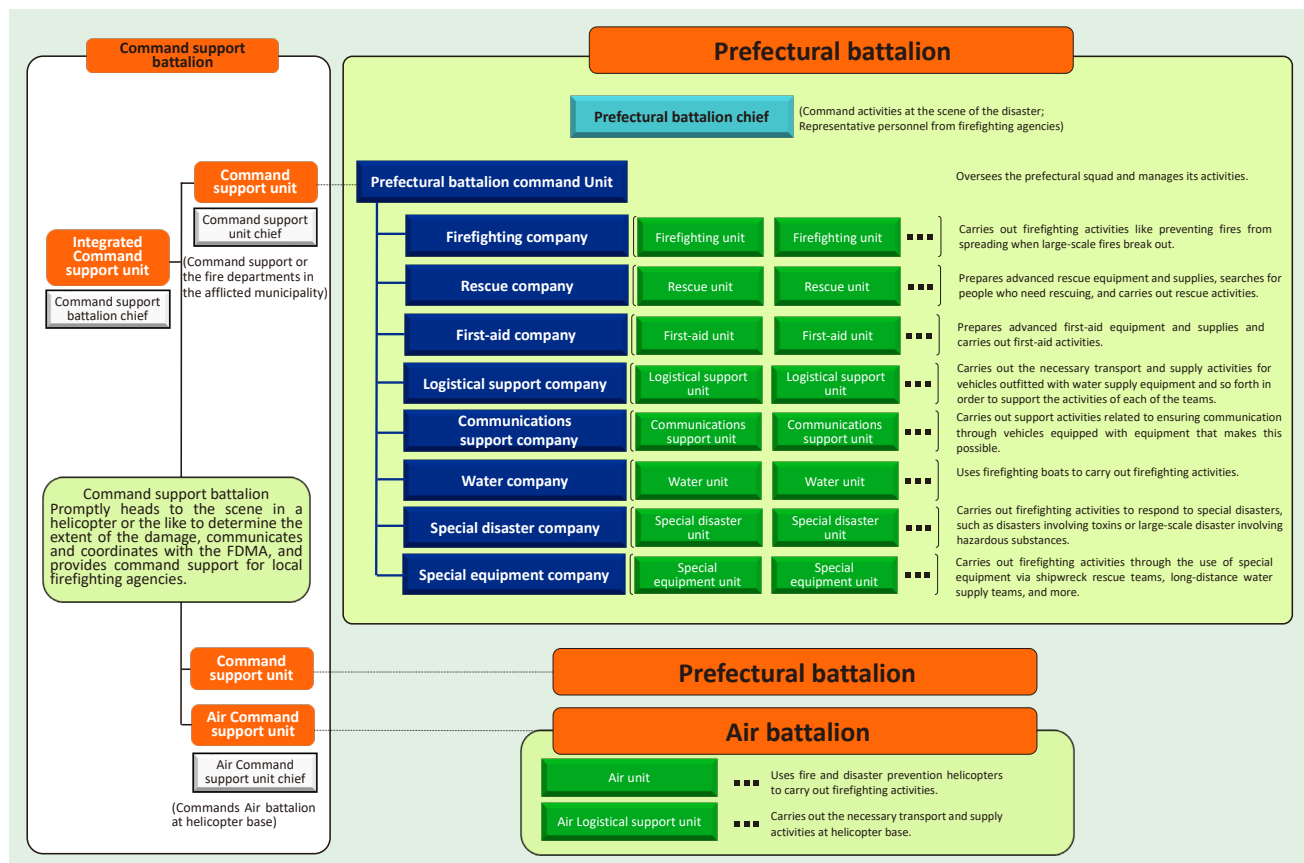 Command support
battalion
Prefectural battalion
Prefectural battalion chief
(Command activities at the scene of the disaster;
Representative personnel from firefighting agencies)
Command
support unit
Command support
unit chief
(Command support or
the fire departments in
the afflicted municipality)
Integrated
Command
support unit
Command support
battalion chief
Prefectural battalion command Unit
Oversees the prefectural squad and manages its activities.
Firefighting company
Firefighting unit
Firefighting unit
Carries out firefighting activities like preventing fires from
spreading when large-scale fires break out.
Rescue company
Rescue unit
Rescue unit
Prepares advanced rescue equipment and supplies, searches for
people who need rescuing, and carries out rescue activities.
First-aid company
First-aid unit
First-aid unit
Prepares advanced first-aid equipment and supplies and
carries out first-aid activities.
Logistical support company
Logistical support
unit
Logistical support
unit
Carries out the necessary transport and supply activities for
vehicles outfitted with water supply equipment and so forth in
order to support the activities of each of the teams.
Communications
support company
Communications
support unit
Communications
support unit
Carries out support activities related to ensuring communication
through vehicles equipped with equipment that makes this
possible.
Water company
Water unit
Water unit
Uses firefighting boats to carry out firefighting activities.
Special disaster company
Special disaster
unit
Special disaster
unit
Carries out firefighting activities to respond to special disasters,
such as disasters involving toxins or large-scale disaster involving
hazardous substances.
Special equipment company
Special
equipment unit
Special
equipment unit
Carries out firefighting activities through the use of special
equipment via shipwreck rescue teams, long-distance water
supply teams, and more.
Command support battalion
Promptly heads to the scene in a
helicopter or the like to determine the
extent of the damage, communicates
and coordinates with the FDMA, and
provides command support for local
firefighting agencies.
Command
support unit
Prefectural battalion
Air Command
support unit
Air Command
support unit chief
(Commands Air battalion
at helicopter base)
Air battalion
Air unit
Uses fire and disaster prevention helicopters
to carry out firefighting activities.
Air Logistical support unit
Carries out the necessary transport and supply
activities at helicopter base.